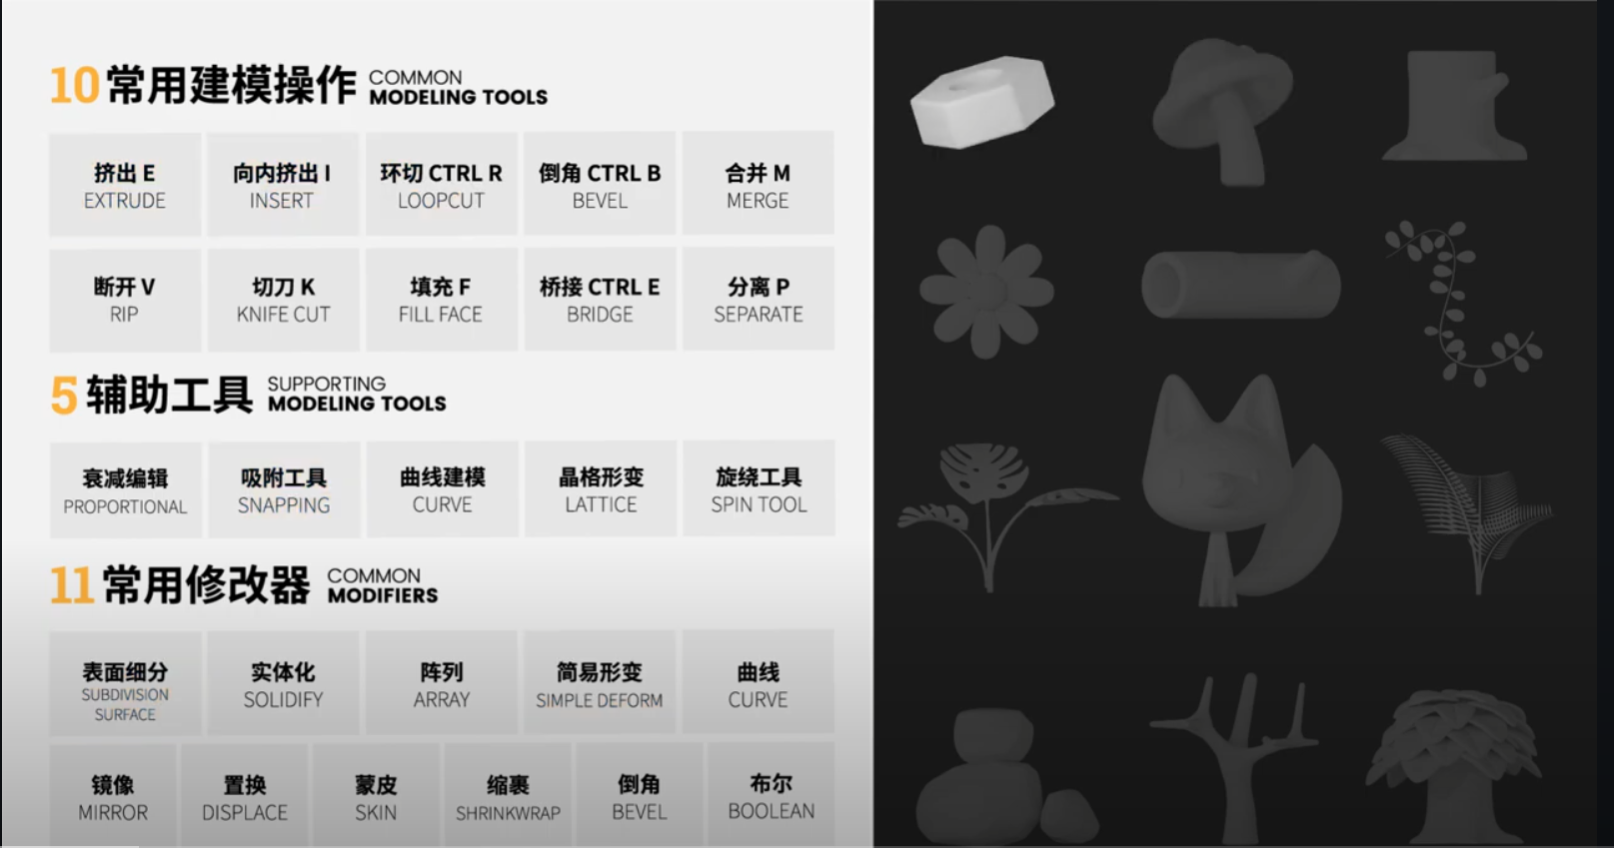 10 常用建模操作 COMMON
MODELING TOOLS
挤出 E
EXTRUDE
向内挤出 I
INSERT
环切 CTRL R
LOOPCUT
倒角 CTRL B
BEVEL
合并 M
MERGE
断开 V
RIP
切刀 K
KNIFE CUT
填充 F
FILL FACE
桥接 CTRL E
BRIDGE
分离 P
SEPARATE
5 辅助工具 SUPPORTING
MODELING TOOLS
衰减编辑
PROPORTIONAL
吸附工具
SNAPPING
曲线建模
CURVE
晶格形变
LATTICE
旋绕工具
SPIN TOOL
11 常用修改器 COMMON
MODIFIERS
表面细分
SUBDIVISION
SURFACE
实体化
SOLIDIFY
阵列
ARRAY
简易形变
SIMPLE DEFORM
曲线
CURVE
镜像
MIRROR
置换
DISPLACE
蒙皮
SKIN
缩裹
SHRINKWRAP
倒角
BEVEL
布尔
BOOLEAN